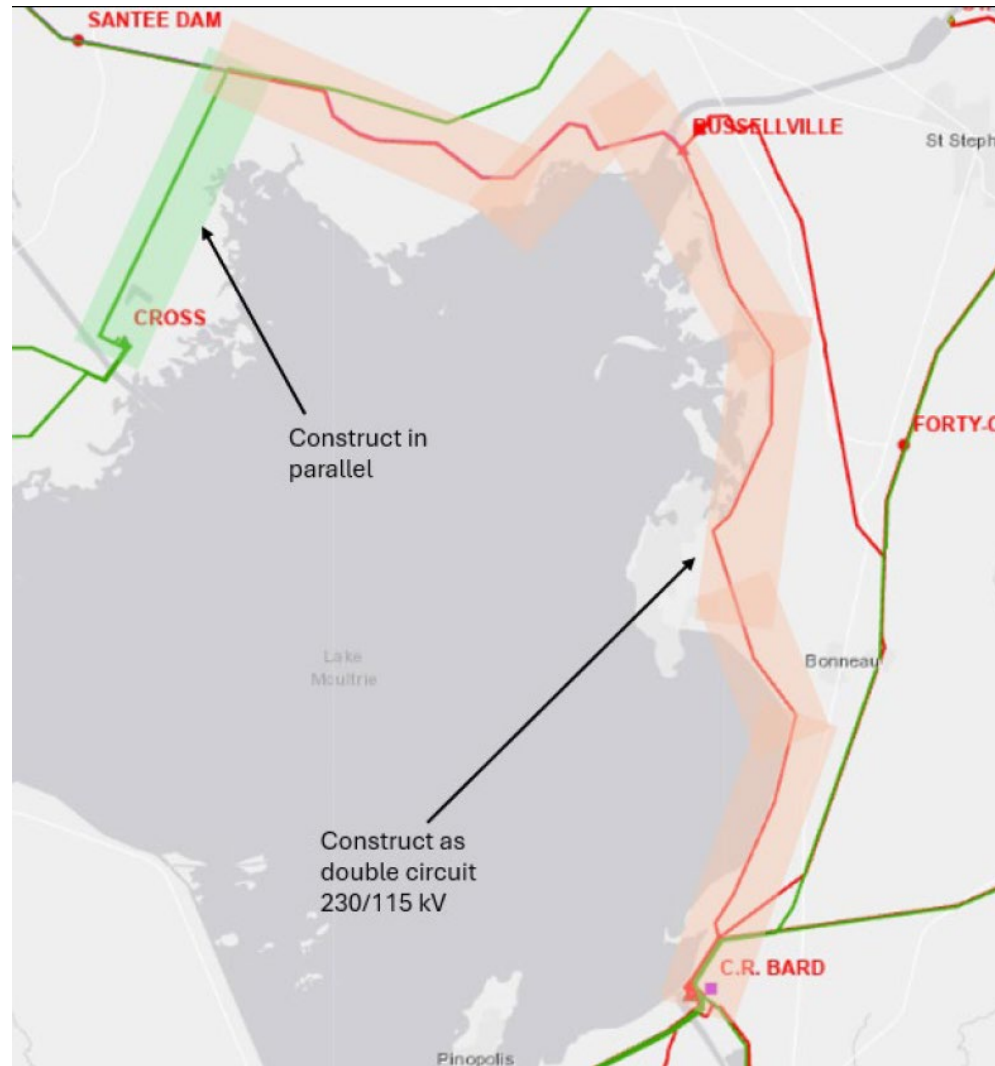 SANTEE DAM
RUSSELLVILLE
St Steph
CROSS
FORTY-
Construct in
parallel
Lake
Moultrie
Bonneau
Construct as
double circuit
230/115 kV
C.R. BARD
Pinopolis